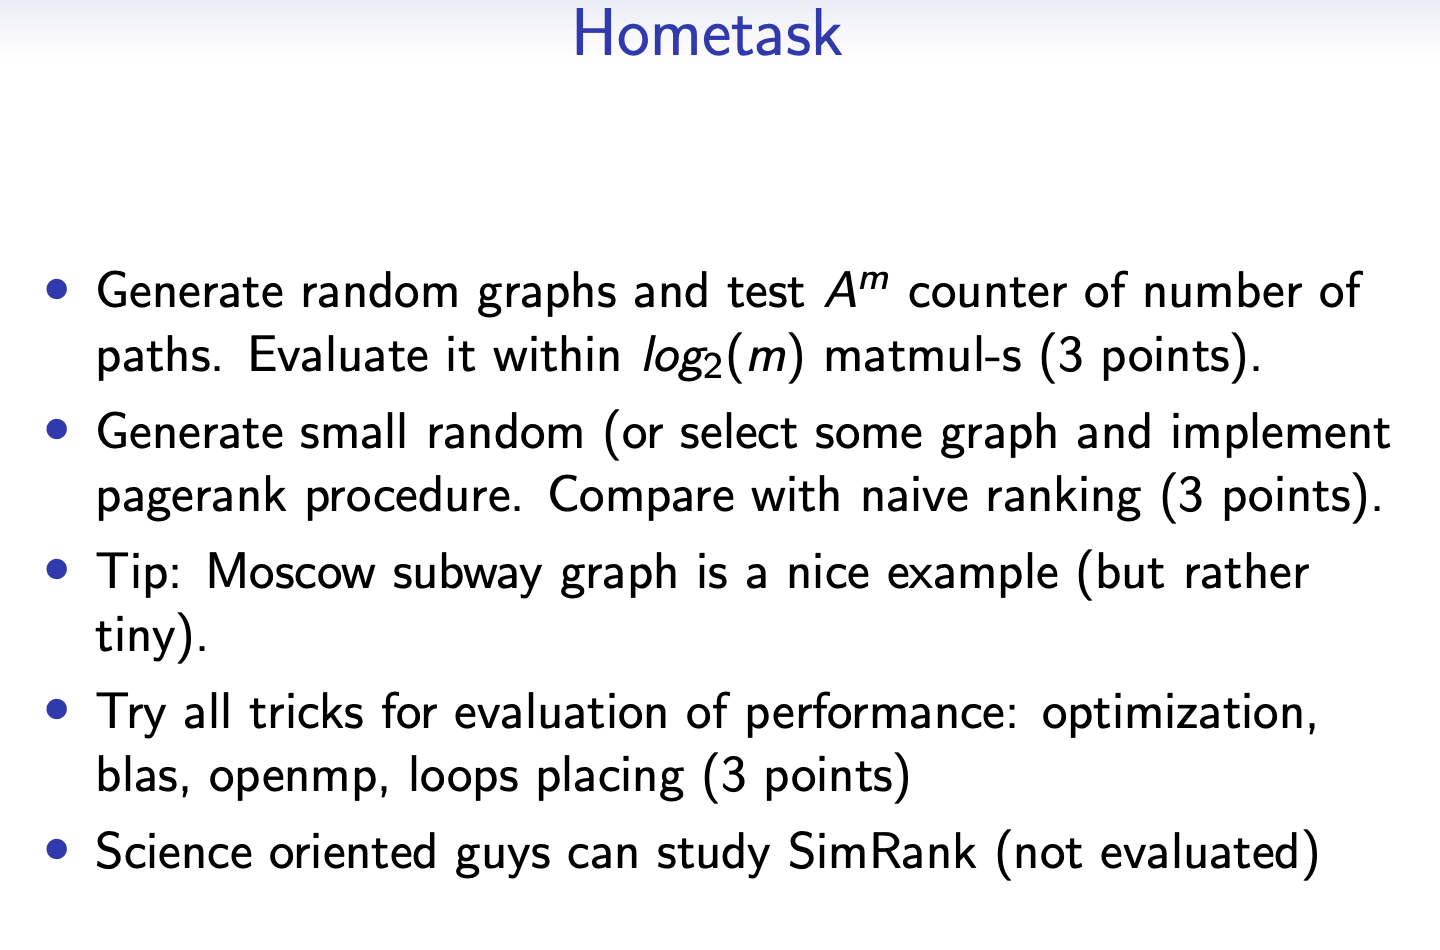 Hometask
• Generate random graphs and test Aᵐ counter of number of
paths. Evaluate it within log₂(m) matmul-s (3 points).
• Generate small random (or select some graph and implement
pagerank procedure. Compare with naive ranking (3 points).
• Tip: Moscow subway graph is a nice example (but rather
tiny).
• Try all tricks for evaluation of performance: optimization,
blas, openmp, loops placing (3 points)
• Science oriented guys can study SimRank (not evaluated)